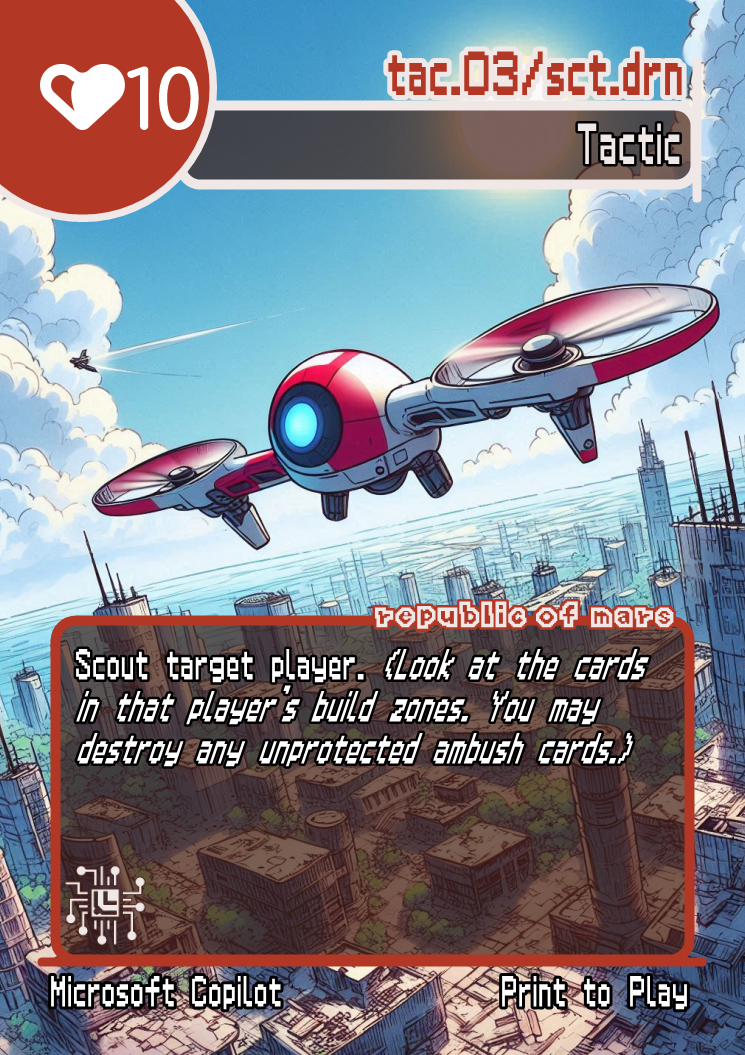 10
tac.03/sct.drn
Tactic
republic of mars
Scout target player. {Look at the cards
in that player's build zones. You may
destroy any unprotected ambush cards.}
Microsoft Copilot
Print to Play